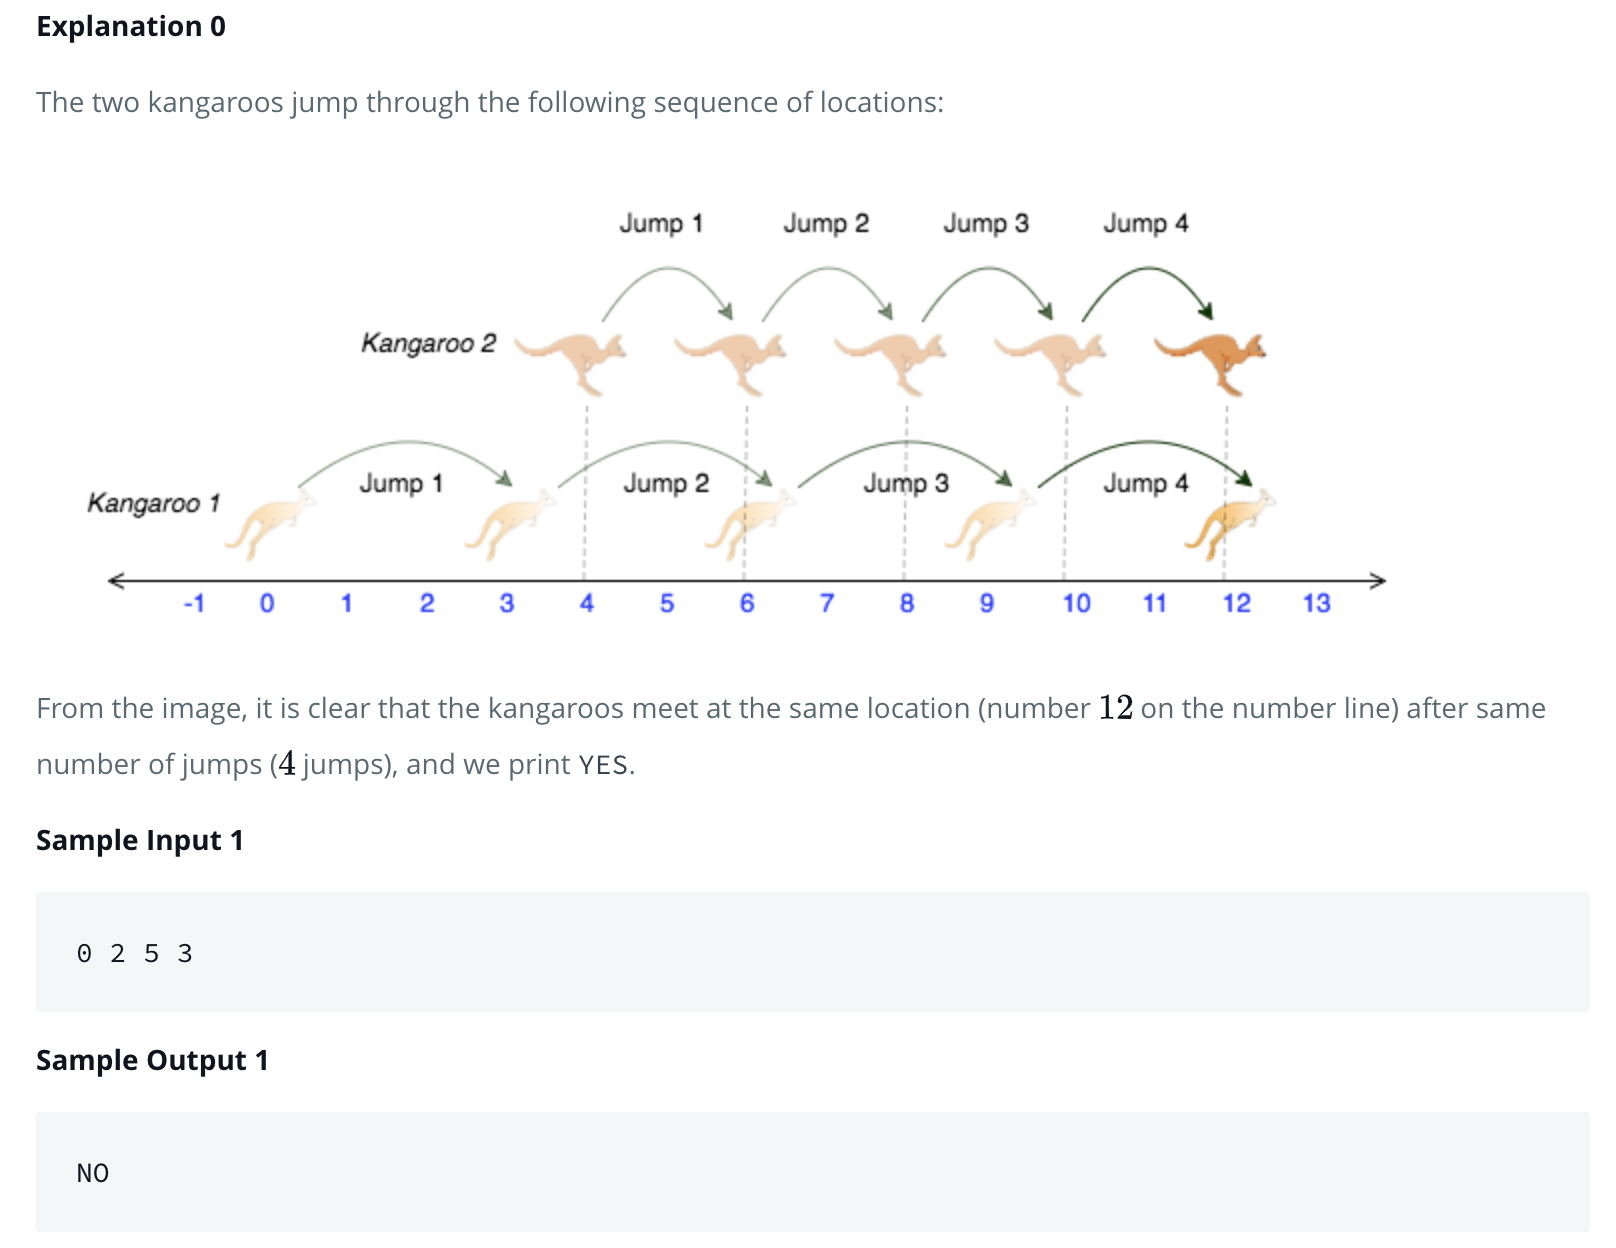 Explanation 0
The two kangaroos jump through the following sequence of locations:
Jump 1 Jump 2 Jump 3 Jump 4
Kangaroo 2
Jump 1 Jump 2 Jump 3 Jump 4
Kangaroo 1
-1 0 1 2 3 4 5 6 7 8 9 10 11 12 13
From the image, it is clear that the kangaroos meet at the same location (number 12 on the number line) after same
number of jumps (4 jumps), and we print YES.
Sample Input 1
0 2 5 3
Sample Output 1
NO